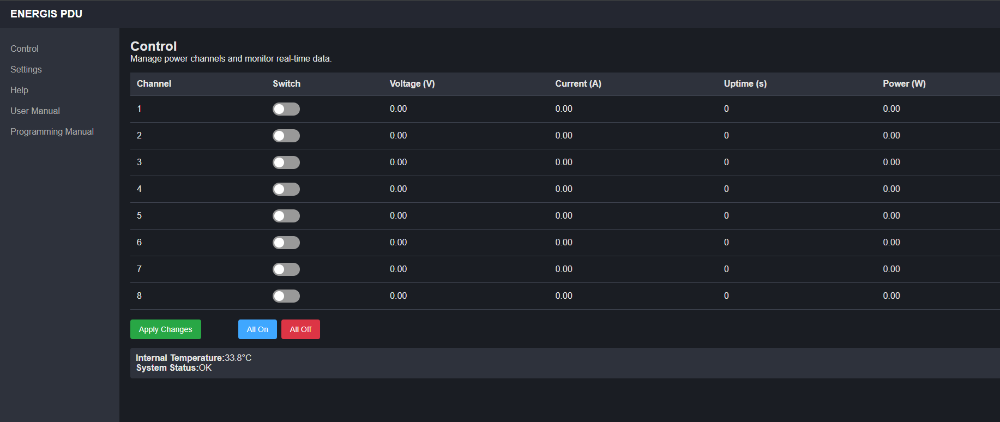 ENERGIS PDU
Control
Settings
Help
User Manual
Programming Manual
Control
Manage power channels and monitor real-time data.
Channel Switch Voltage (V) Current (A) Uptime (s) Power (W)
1 0.00 0.00 0 0.00
2 0.00 0.00 0 0.00
3 0.00 0.00 0 0.00
4 0.00 0.00 0 0.00
5 0.00 0.00 0 0.00
6 0.00 0.00 0 0.00
7 0.00 0.00 0 0.00
8 0.00 0.00 0 0.00
Apply Changes All On All Off
Internal Temperature:33.8°C
System Status:OK